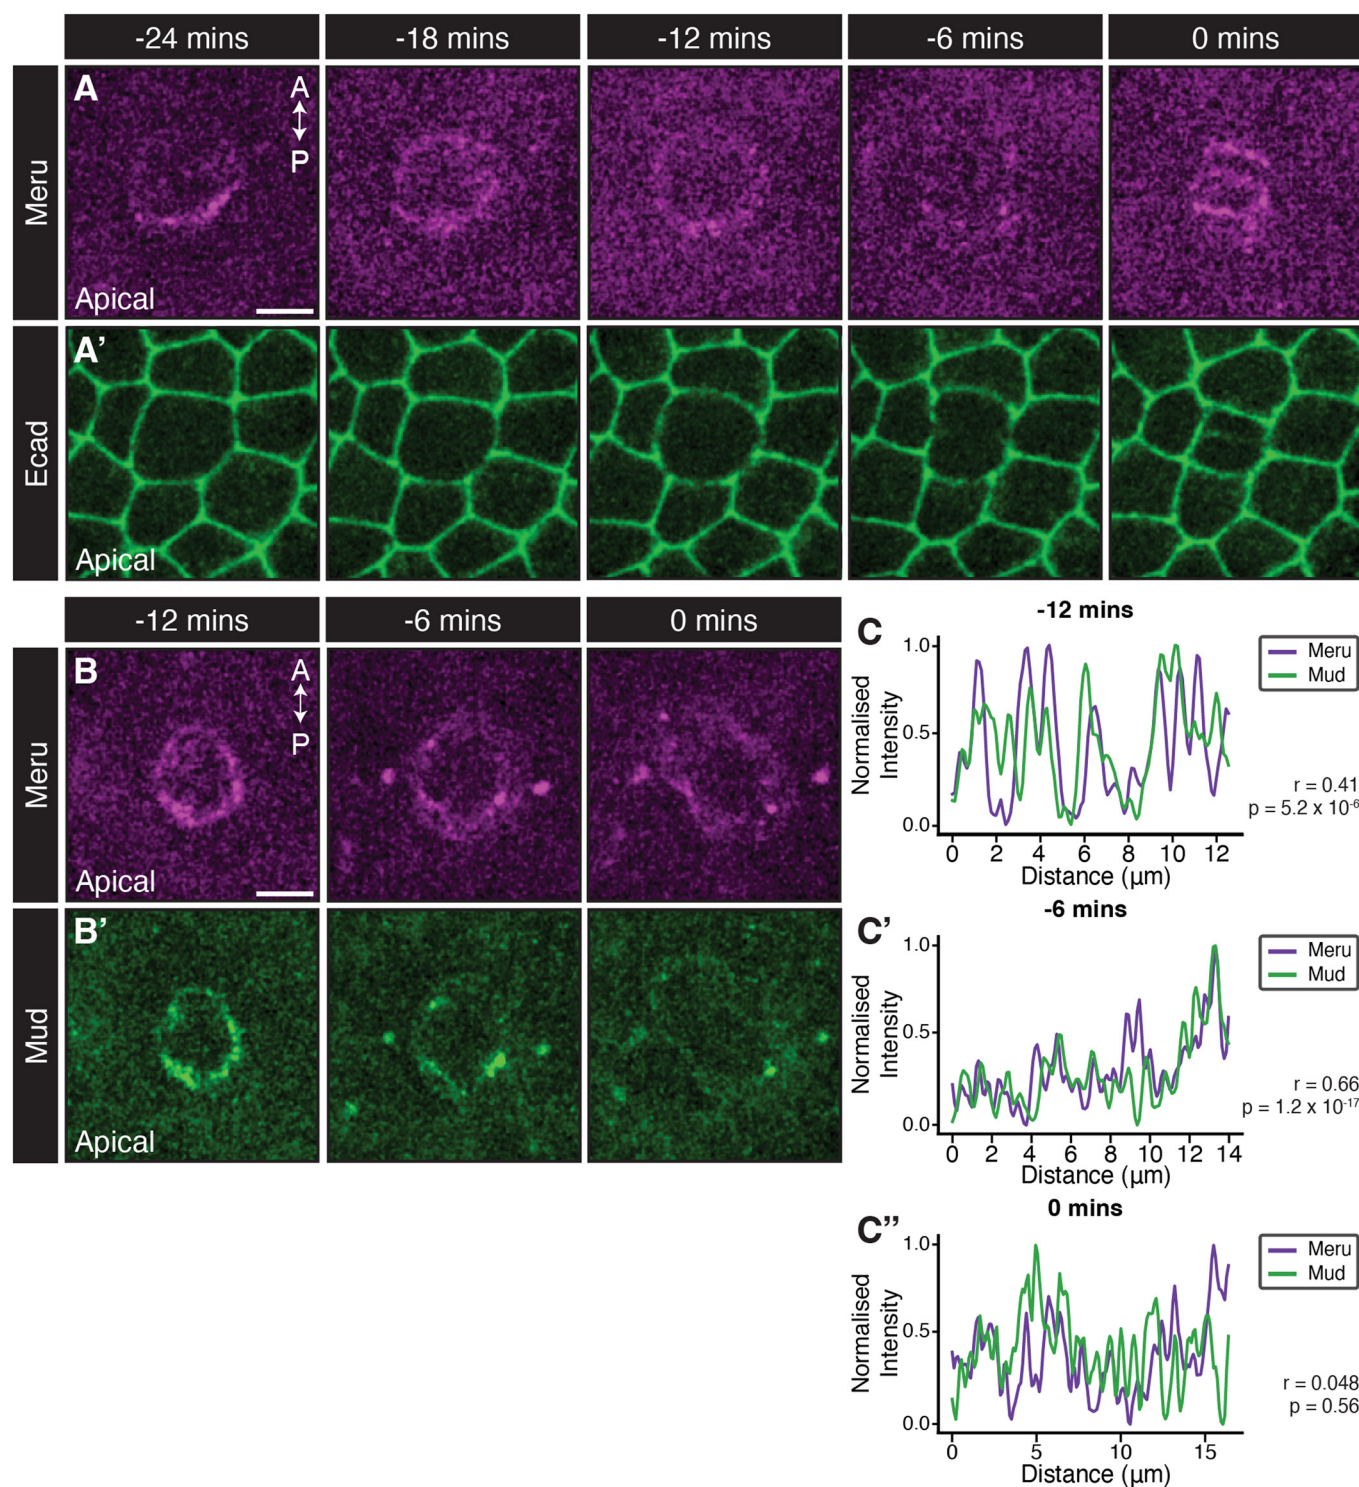 -24 mins -18 mins -12 mins -6 mins 0 mins
Meru
A
A
P
Apical
Ecad
A’
Apical
-12 mins -6 mins 0 mins
Meru
B
A
P
Apical
Mud
B’
Apical
C
-12 mins
Normalised
Intensity
1.0
0.5
0.0
0 2 4 6 8 10 12
Distance (µm)
Meru
Mud
r = 0.41
p = 5.2 x 10⁻⁶
C’
-6 mins
Normalised
Intensity
1.0
0.5
0.0
0 2 4 6 8 10 12 14
Distance (µm)
Meru
Mud
r = 0.66
p = 1.2 x 10⁻¹⁷
C’’
0 mins
Normalised
Intensity
1.0
0.5
0.0
0 5 10 15
Distance (µm)
Meru
Mud
r = 0.048
p = 0.56